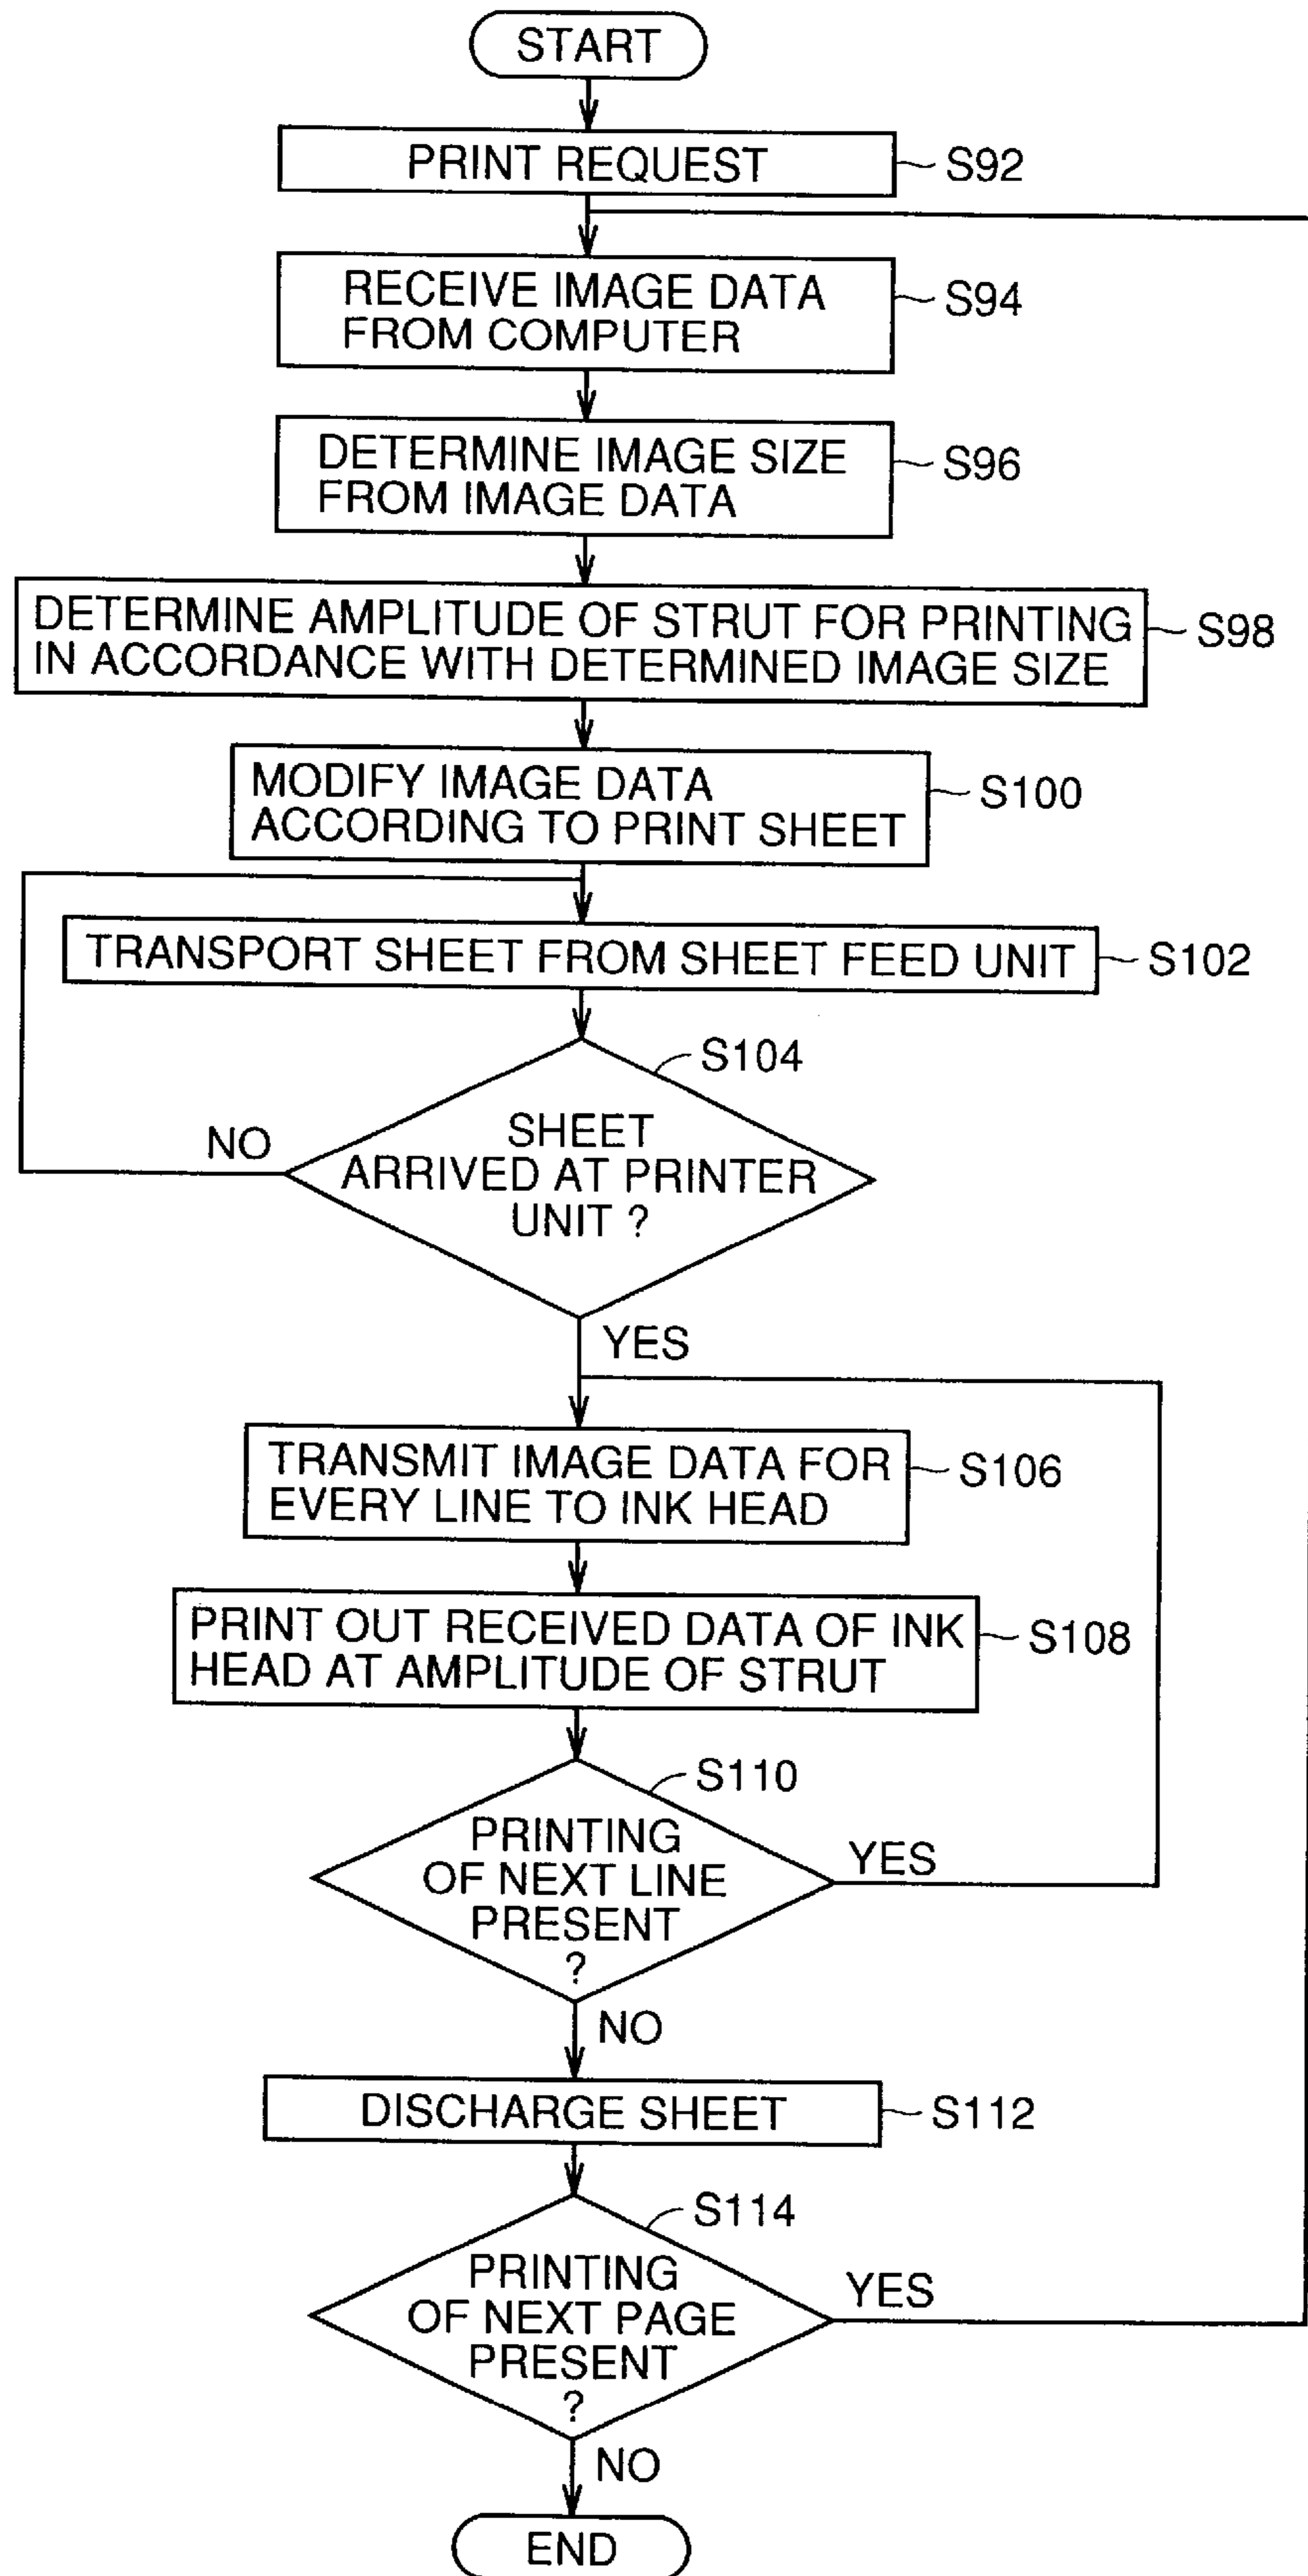 START
PRINT REQUEST
S92
RECEIVE IMAGE DATA
FROM COMPUTER
S94
DETERMINE IMAGE SIZE
FROM IMAGE DATA
S96
DETERMINE AMPLITUDE OF STRUT FOR PRINTING
IN ACCORDANCE WITH DETERMINED IMAGE SIZE
S98
MODIFY IMAGE DATA
ACCORDING TO PRINT SHEET
S100
TRANSPORT SHEET FROM SHEET FEED UNIT
S102
S104
SHEET
ARRIVED AT PRINTER
UNIT ?
NO
YES
TRANSMIT IMAGE DATA FOR
EVERY LINE TO INK HEAD
S106
PRINT OUT RECEIVED DATA OF INK
HEAD AT AMPLITUDE OF STRUT
S108
S110
PRINTING
OF NEXT LINE
PRESENT
?
YES
NO
DISCHARGE SHEET
S112
S114
PRINTING
OF NEXT PAGE
PRESENT
?
YES
NO
END